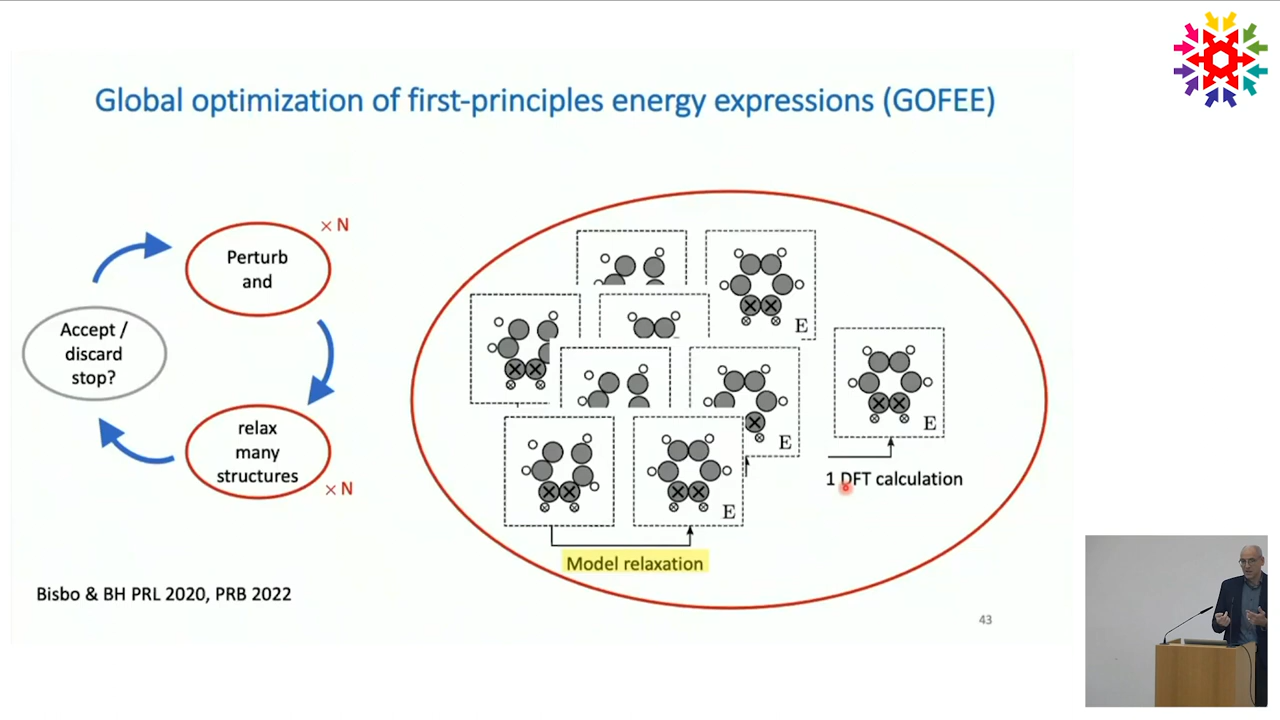 Global optimization of first-principles energy expressions (GOFEE)
× N
Perturb
and
Accept /
discard
stop?
relax
many
structures
× N
E
E
E
E
1 DFT calculation
Model relaxation
Bisbo & BH PRL 2020, PRB 2022
43